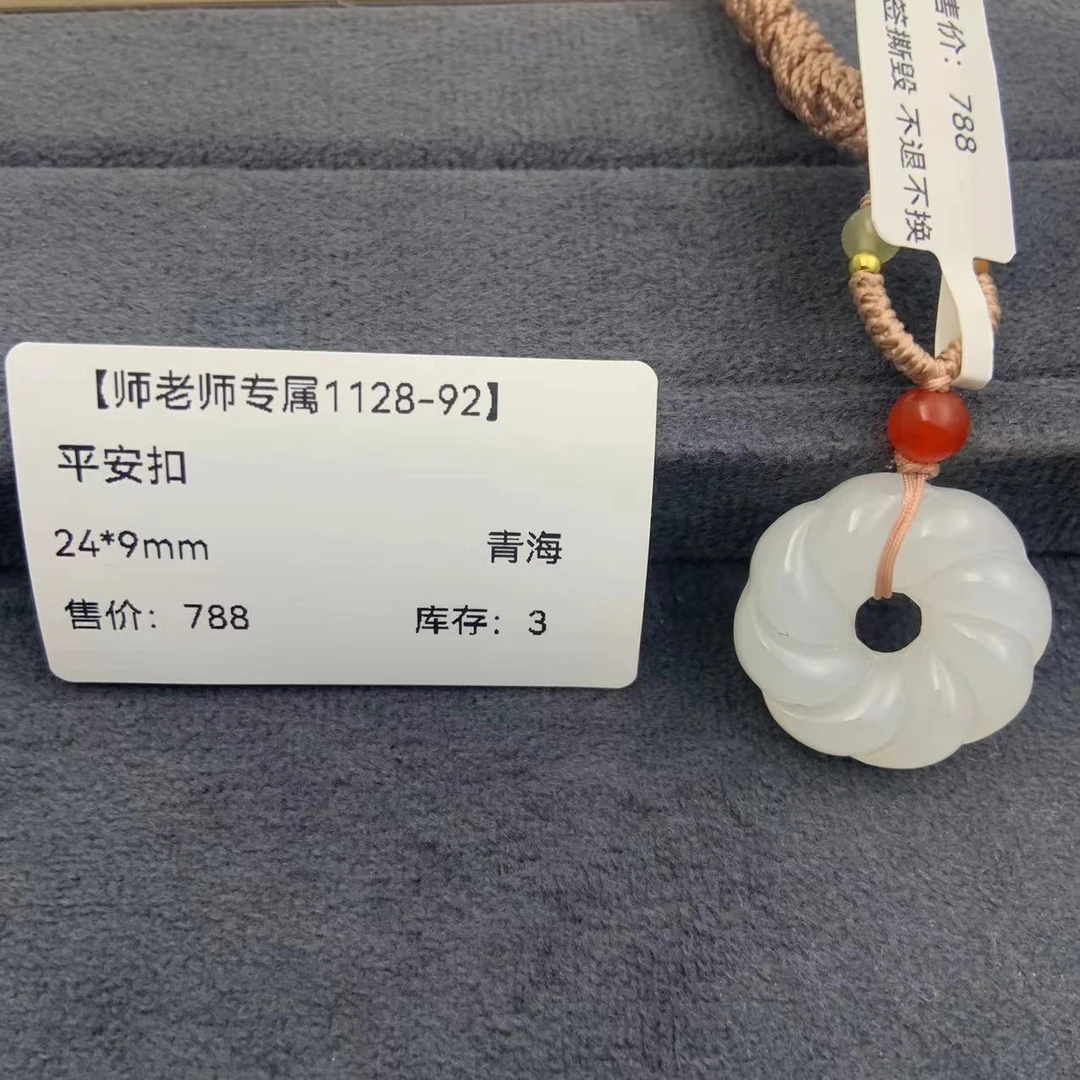 【师老师专属1128-92】
平安扣
24*9mm 青海
售价：788 库存：3
售价：788
签撕毁 不退不换